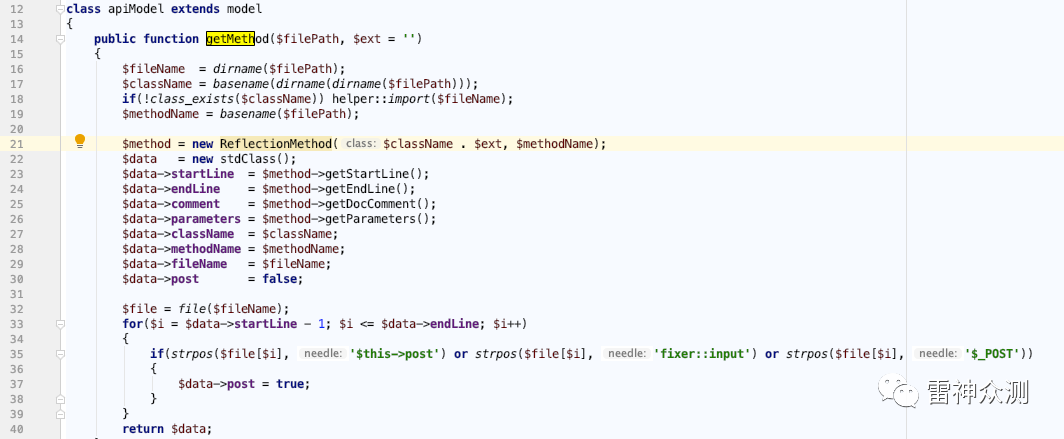 12 class apiModel extends model
13 {
14 public function getMethod($filePath, $ext = '')
15 {
16 $fileName = dirname($filePath);
17 $className = basename(dirname(dirname($filePath)));
18 if(!class_exists($className)) helper::import($fileName);
19 $methodName = basename($filePath);
20
21 $method = new ReflectionMethod( class: $className . $ext, $methodName);
22 $data = new stdClass();
23 $data->startLine = $method->getStartLine();
24 $data->endLine = $method->getEndLine();
25 $data->comment = $method->getDocComment();
26 $data->parameters = $method->getParameters();
27 $data->className = $className;
28 $data->methodName = $methodName;
29 $data->fileName = $fileName;
30 $data->post = false;
31
32 $file = file($fileName);
33 for($i = $data->startLine - 1; $i <= $data->endLine; $i++)
34 {
35 if(strpos($file[$i], needle: '$this->post') or strpos($file[$i], needle: 'fixer::input') or strpos($file[$i], needle: '$_POST'))
36 {
37 $data->post = true;
38 }
39 }
40 return $data;
雷神众测